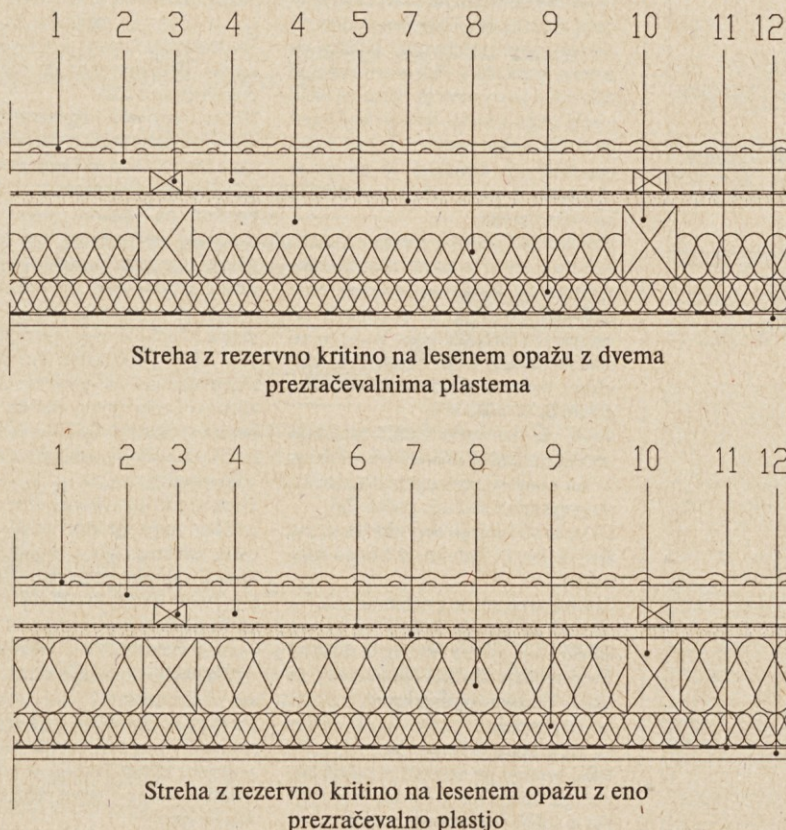 1 2 3 4 4 5 7 8 9 10 11 12
Streha z rezervno kritino na lesenem opažu z dvema
prezračevalnima plastema
1 2 3 4 6 7 8 9 10 11 12
Streha z rezervno kritino na lesenem opažu z eno
prezračevalno plastjo